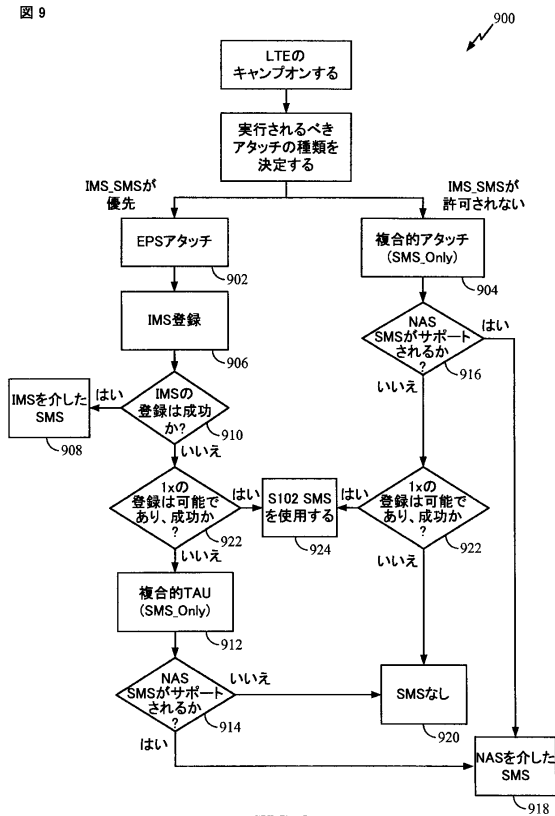 図 9
900
LTEの
キャンプオンする
実行されるべき
アタッチの種類を
決定する
IMS_SMSが
優先
IMS_SMSが
許可されない
EPSアタッチ
902
複合的アタッチ
(SMS_Only)
904
IMS登録
906
NAS
SMSがサポート
されるか
?
はい
916
いいえ
IMSを介した
SMS
908
はい
IMSの
登録は成功
か?
910
いいえ
1xの
登録は可能で
あり、成功か
?
922
はい
S102 SMS
を使用する
924
はい
1xの
登録は可能で
あり、成功か
?
922
いいえ
いいえ
複合的TAU
(SMS_Only)
912
NAS
SMSがサポート
されるか
?
914
いいえ
はい
SMSなし
920
NASを介した
SMS
918